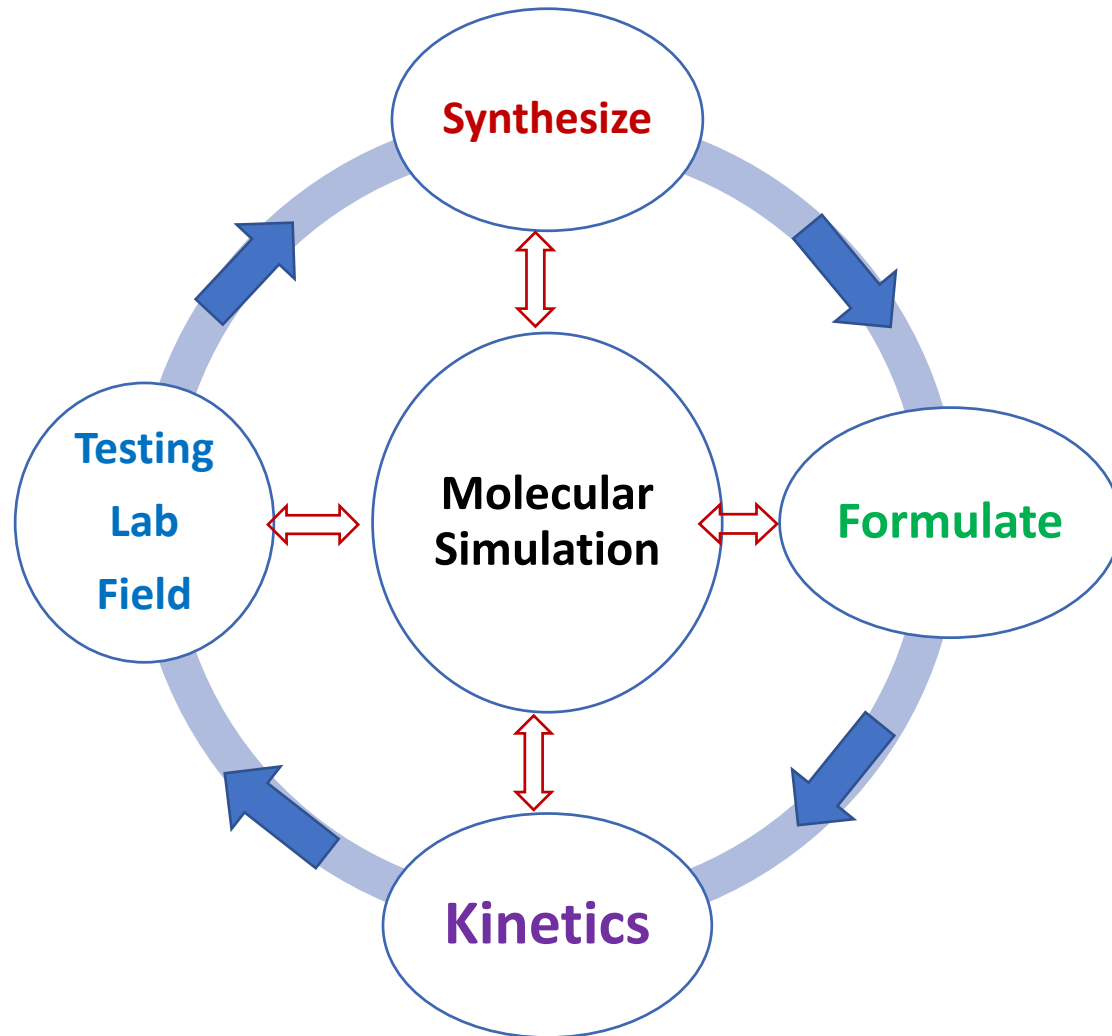 Synthesize
Testing
Lab
Field
Molecular
Simulation
Formulate
Kinetics